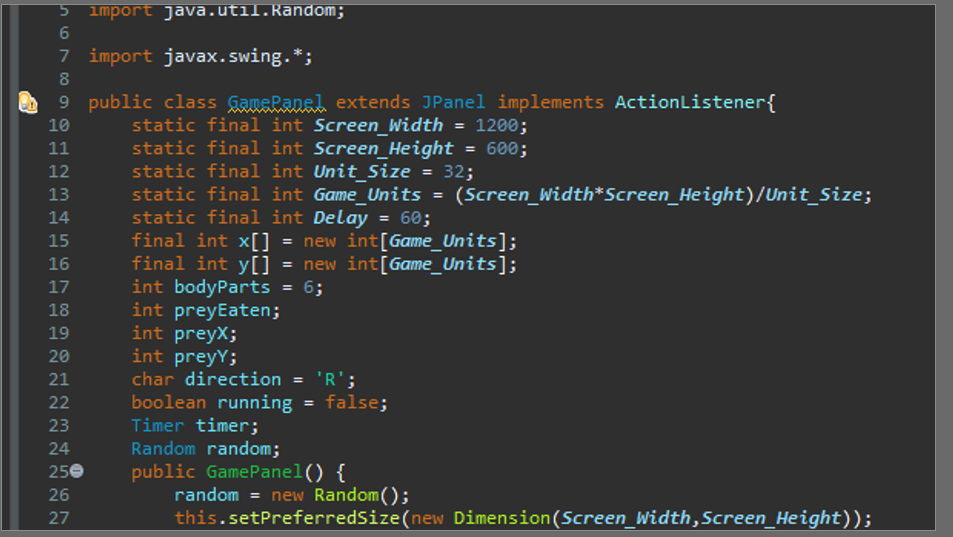 5 import java.util.Random;
6
7 import javax.swing.*;
8
9 public class GamePanel extends JPanel implements ActionListener{
10 static final int Screen_Width = 1200;
11 static final int Screen_Height = 600;
12 static final int Unit_Size = 32;
13 static final int Game_Units = (Screen_Width*Screen_Height)/Unit_Size;
14 static final int Delay = 60;
15 final int x[] = new int[Game_Units];
16 final int y[] = new int[Game_Units];
17 int bodyParts = 6;
18 int preyEaten;
19 int preyX;
20 int preyY;
21 char direction = 'R';
22 boolean running = false;
23 Timer timer;
24 Random random;
25 public GamePanel() {
26 random = new Random();
27 this.setPreferredSize(new Dimension(Screen_Width,Screen_Height));